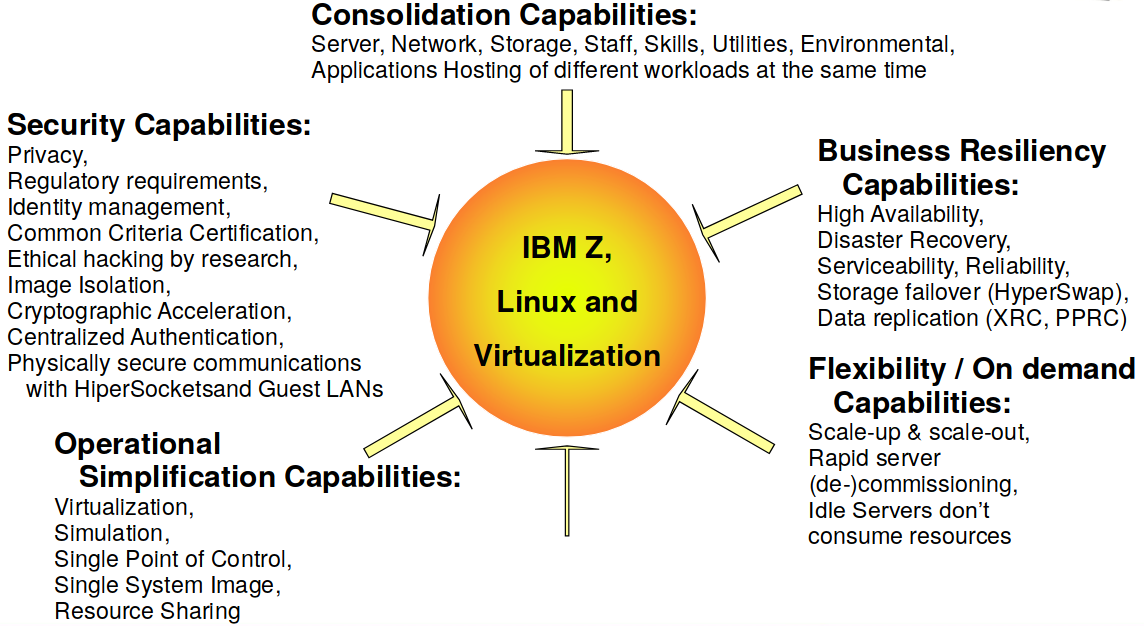 Consolidation Capabilities:
Server, Network, Storage, Staff, Skills, Utilities, Environmental,
Applications Hosting of different workloads at the same time
Security Capabilities:
Privacy,
Regulatory requirements,
Identity management,
Common Criteria Certification,
Ethical hacking by research,
Image Isolation,
Cryptographic Acceleration,
Centralized Authentication,
Physically secure communications
with HiperSocketsand Guest LANs
Business Resiliency
Capabilities:
High Availability,
Disaster Recovery,
Serviceability, Reliability,
Storage failover (HyperSwap),
Data replication (XRC, PPRC)
IBM Z,
Linux and
Virtualization
Operational
Simplification Capabilities:
Virtualization,
Simulation,
Single Point of Control,
Single System Image,
Resource Sharing
Flexibility / On demand
Capabilities:
Scale-up & scale-out,
Rapid server
(de-)commissioning,
Idle Servers don’t
consume resources